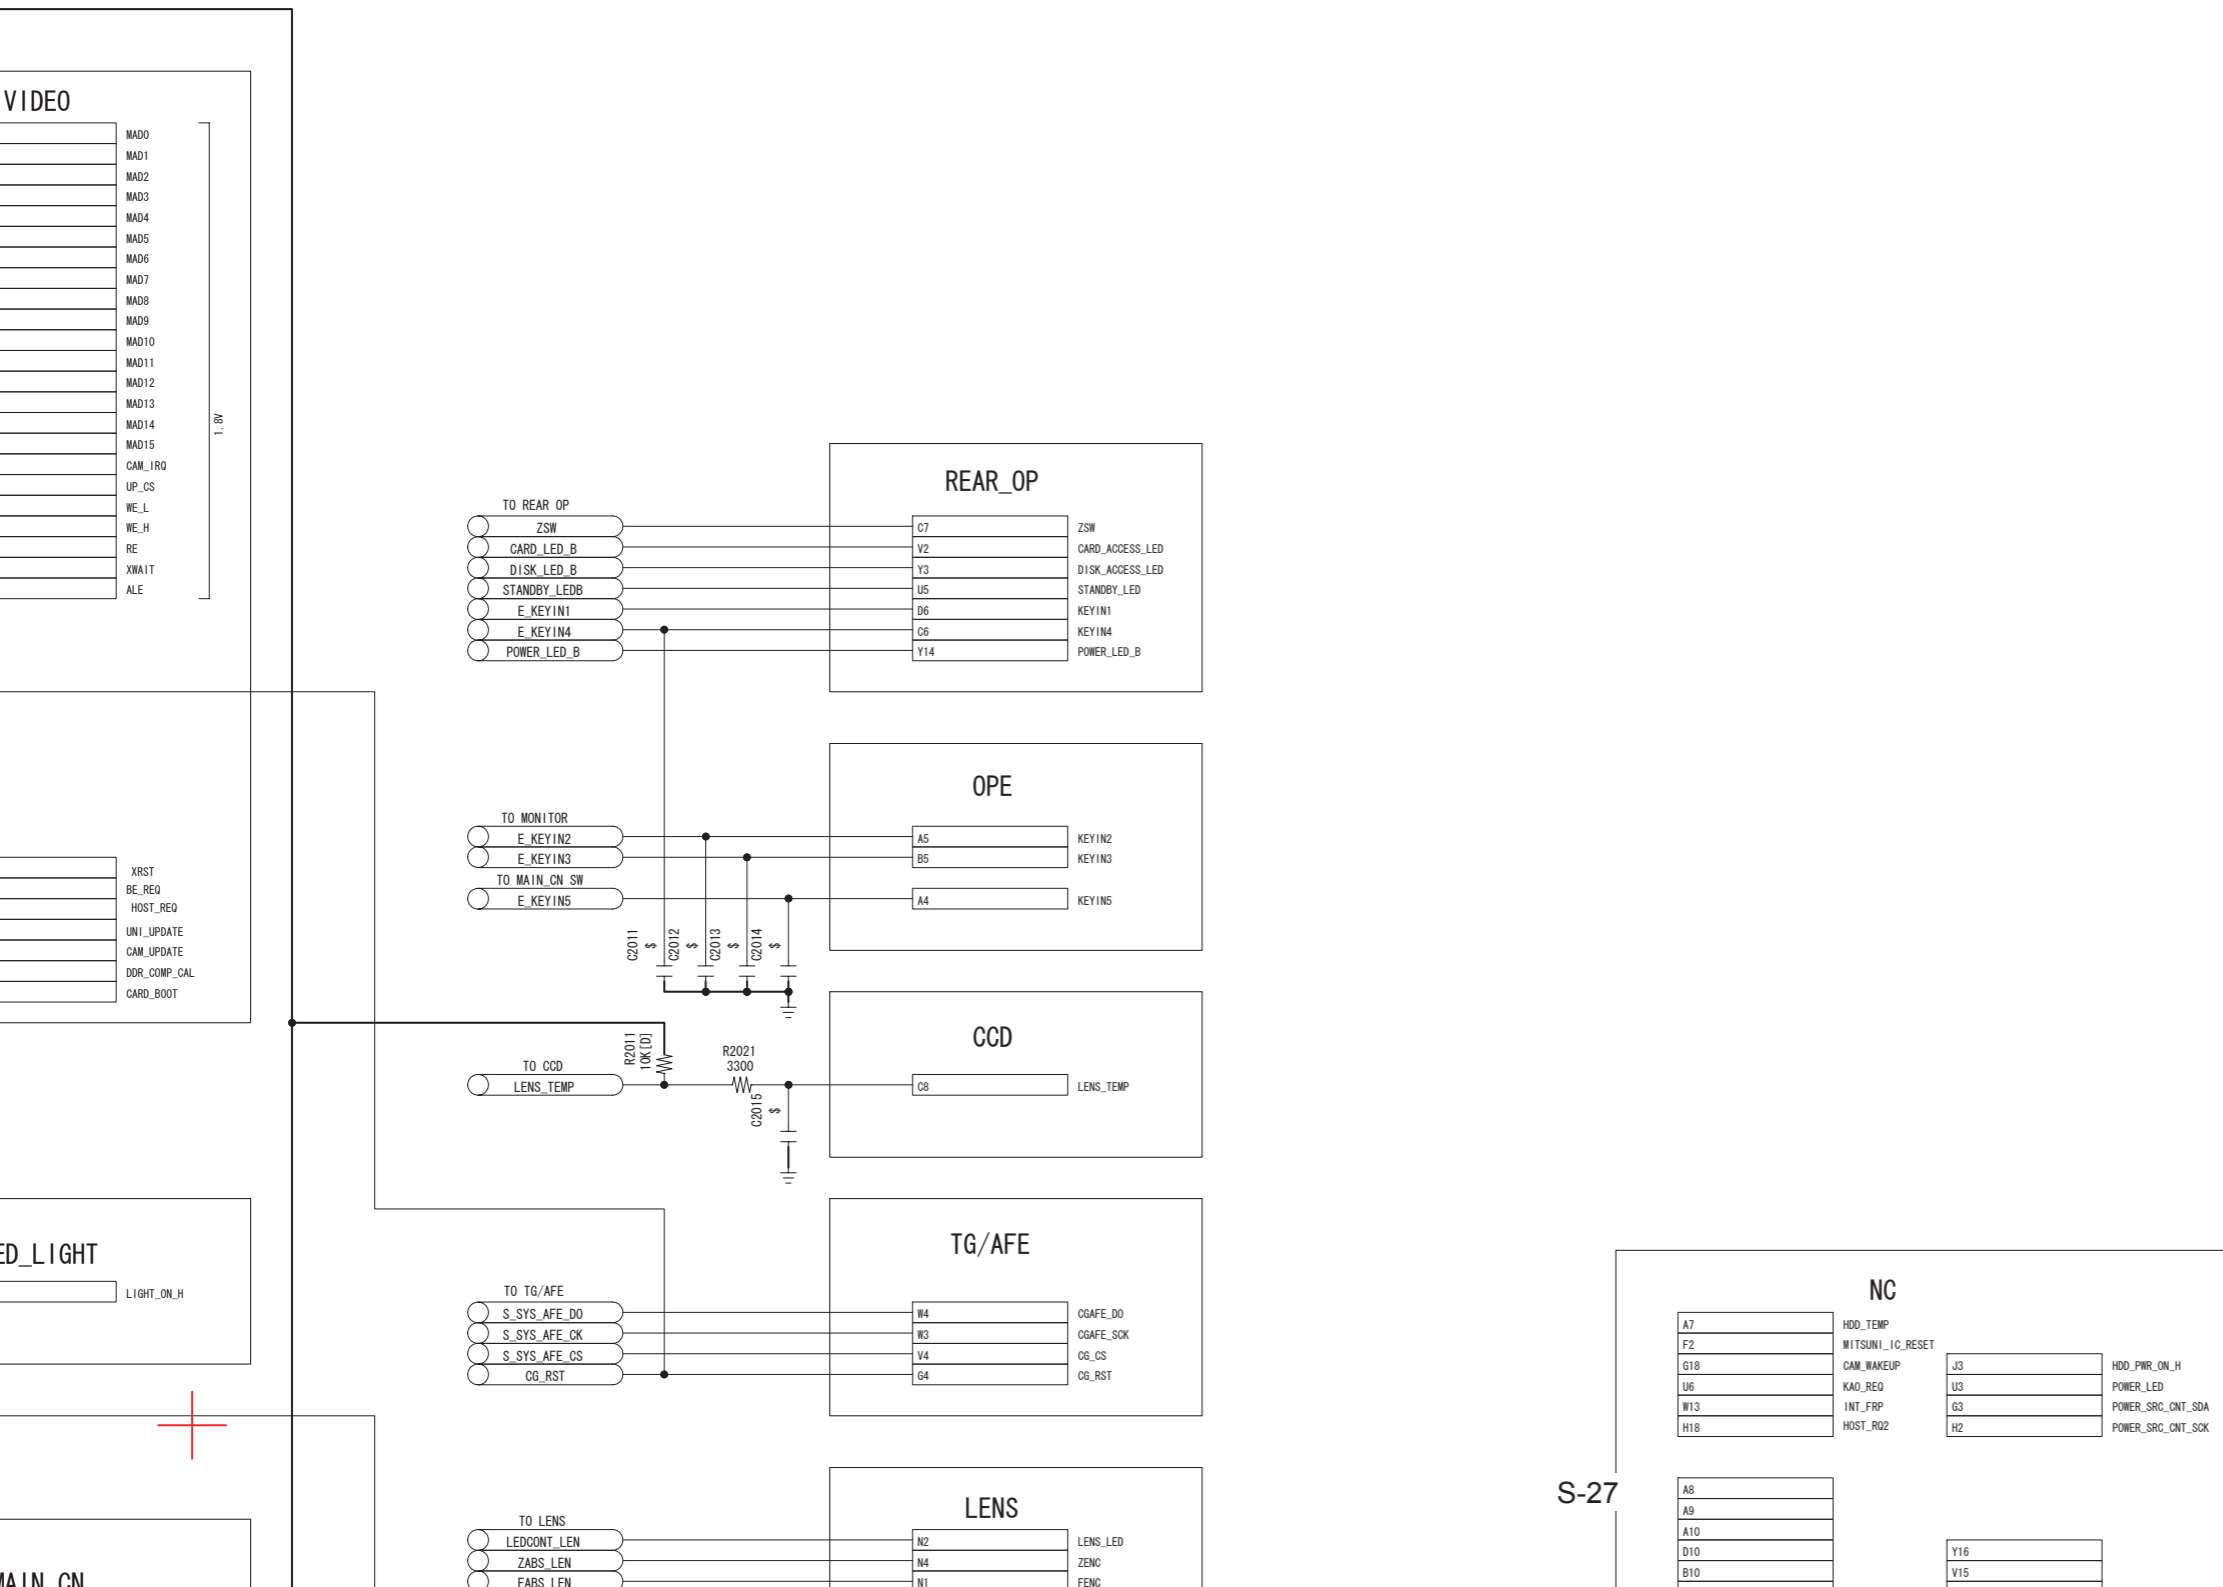 VIDEO
MAD0
MAD1
MAD2
MAD3
MAD4
MAD5
MAD6
MAD7
MAD8
MAD9
MAD10
MAD11
MAD12
MAD13
MAD14
MAD15
CAM_IRQ
UP_CS
WE_L
WE_H
RE
XWAIT
ALE
1.8V
XRST
BE_REQ
HOST_REQ
UNI_UPDATE
CAM_UPDATE
DDR_COMP_CAL
CARD_BOOT
ED_LIGHT
LIGHT_ON_H
MAIN_CN
REAR_OP
TO REAR OP
ZSW C7 ZSW
CARD_LED_B V2 CARD_ACCESS_LED
DISK_LED_B Y3 DISK_ACCESS_LED
STANDBY_LEDB U5 STANDBY_LED
E_KEYIN1 D6 KEYIN1
E_KEYIN4 C6 KEYIN4
POWER_LED_B Y14 POWER_LED_B
OPE
TO MONITOR
E_KEYIN2 A5 KEYIN2
E_KEYIN3 B5 KEYIN3
TO MAIN_CN SW
E_KEYIN5 A4 KEYIN5
C2011 $ C2012 $ C2013 $ C2014 $
CCD
R2011
10K[D]
R2021
3300
TO CCD
LENS_TEMP C8 LENS_TEMP
C2015 $
TG/AFE
TO TG/AFE
S_SYS_AFE_DO W4 CGAFE_DO
S_SYS_AFE_CK W3 CGAFE_SCK
S_SYS_AFE_CS V4 CG_CS
CG_RST G4 CG_RST
LENS
TO LENS
LEDCONT_LEN N2 LENS_LED
ZABS_LEN N4 ZENC
FABS_LEN N1 FENC
NC
A7 HDD_TEMP
F2 MITSUNI_IC_RESET
G18 CAM_WAKEUP J3 HDD_PWR_ON_H
U6 KAO_REQ U3 POWER_LED
W13 INT_FRP G3 POWER_SRC_CNT_SDA
H18 HOST_RQ2 H2 POWER_SRC_CNT_SCK
S-27
A8
A9
A10
D10 Y16
B10 V15